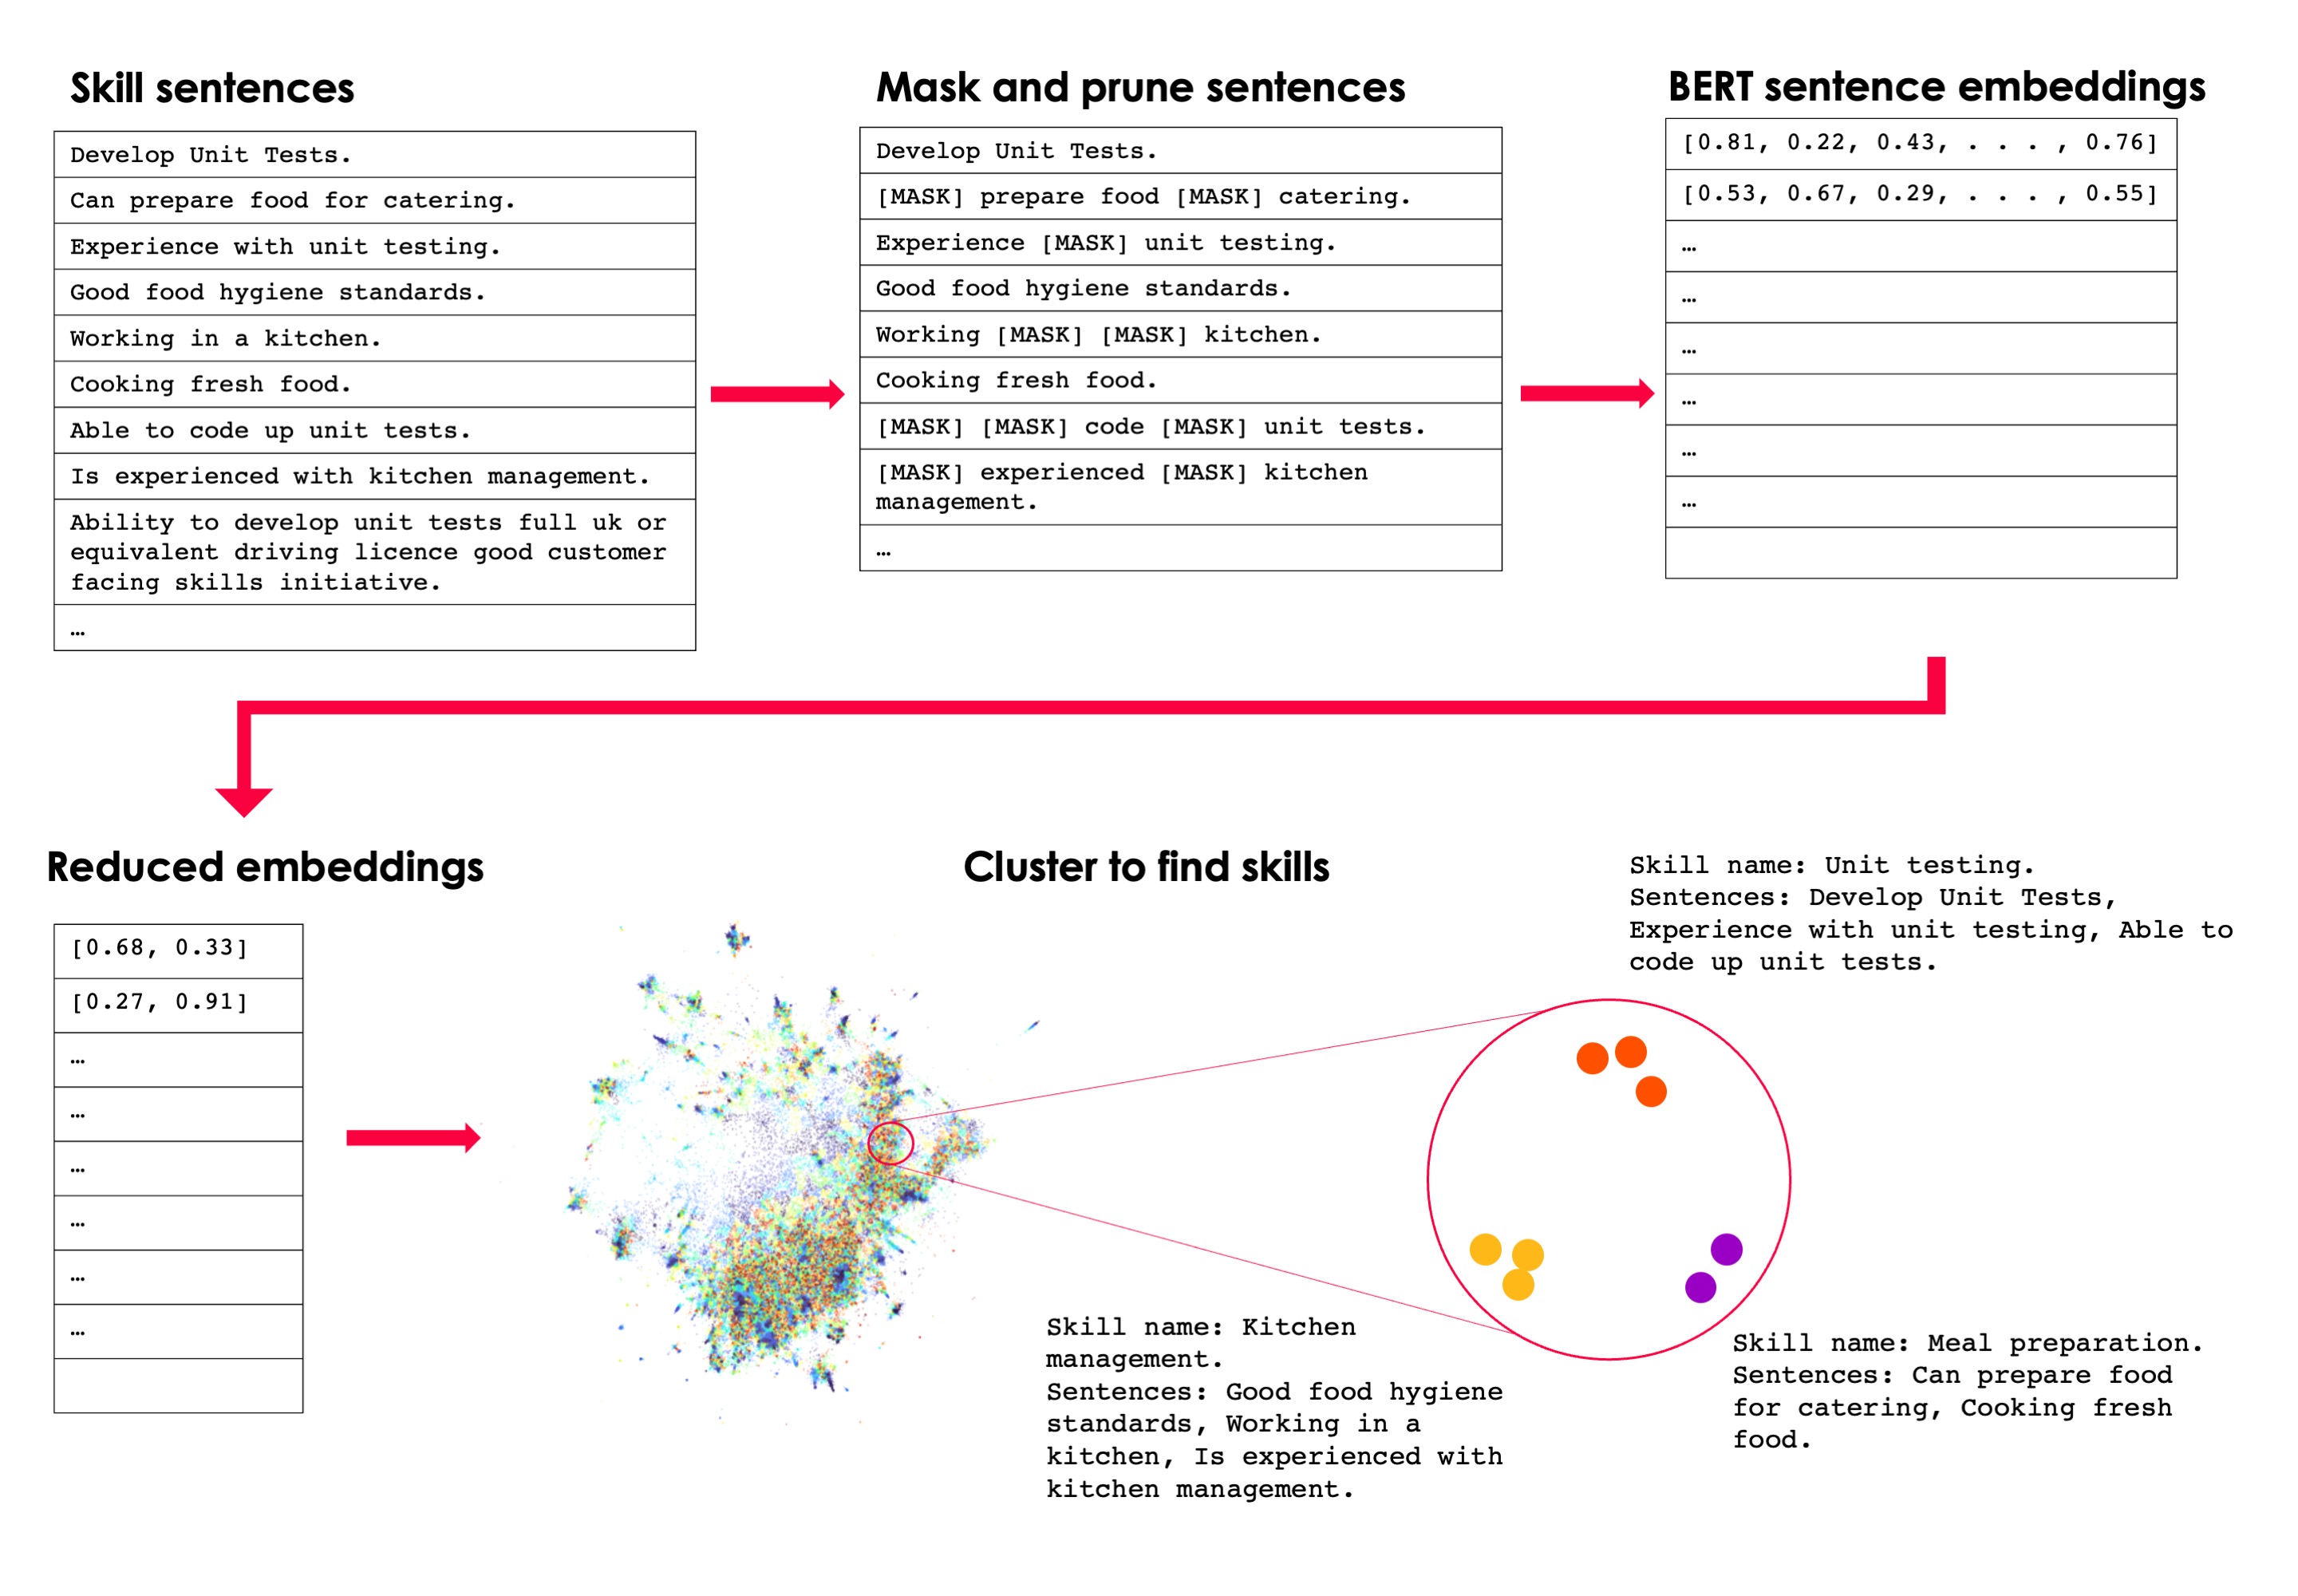 Skill sentences
Develop Unit Tests.
Can prepare food for catering.
Experience with unit testing.
Good food hygiene standards.
Working in a kitchen.
Cooking fresh food.
Able to code up unit tests.
Is experienced with kitchen management.
Ability to develop unit tests full uk or
equivalent driving licence good customer
facing skills initiative.
…
Mask and prune sentences
Develop Unit Tests.
[MASK] prepare food [MASK] catering.
Experience [MASK] unit testing.
Good food hygiene standards.
Working [MASK] [MASK] kitchen.
Cooking fresh food.
[MASK] [MASK] code [MASK] unit tests.
[MASK] experienced [MASK] kitchen
management.
…
BERT sentence embeddings
[0.81, 0.22, 0.43, . . . , 0.76]
[0.53, 0.67, 0.29, . . . , 0.55]
…
…
…
…
…
…
Reduced embeddings
[0.68, 0.33]
[0.27, 0.91]
…
…
…
…
…
…
Cluster to find skills
Skill name: Unit testing.
Sentences: Develop Unit Tests,
Experience with unit testing, Able to
code up unit tests.
Skill name: Kitchen
management.
Sentences: Good food hygiene
standards, Working in a
kitchen, Is experienced with
kitchen management.
Skill name: Meal preparation.
Sentences: Can prepare food
for catering, Cooking fresh
food.